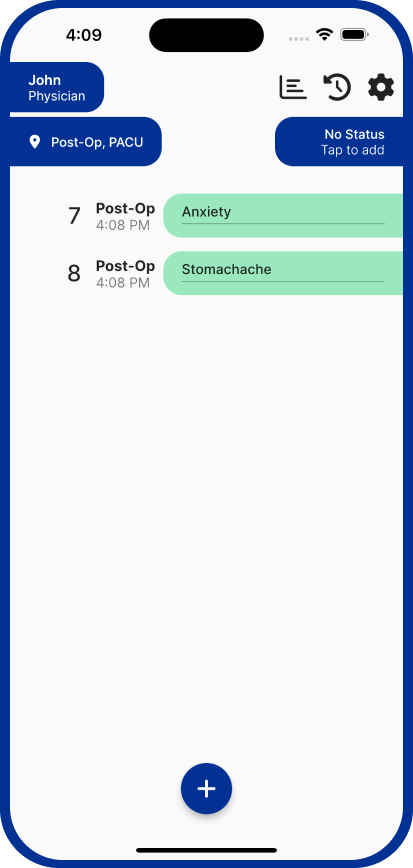 4:09
John
Physician
Post-Op, PACU
No Status
Tap to add
7
Post-Op
4:08 PM
Anxiety
8
Post-Op
4:08 PM
Stomachache